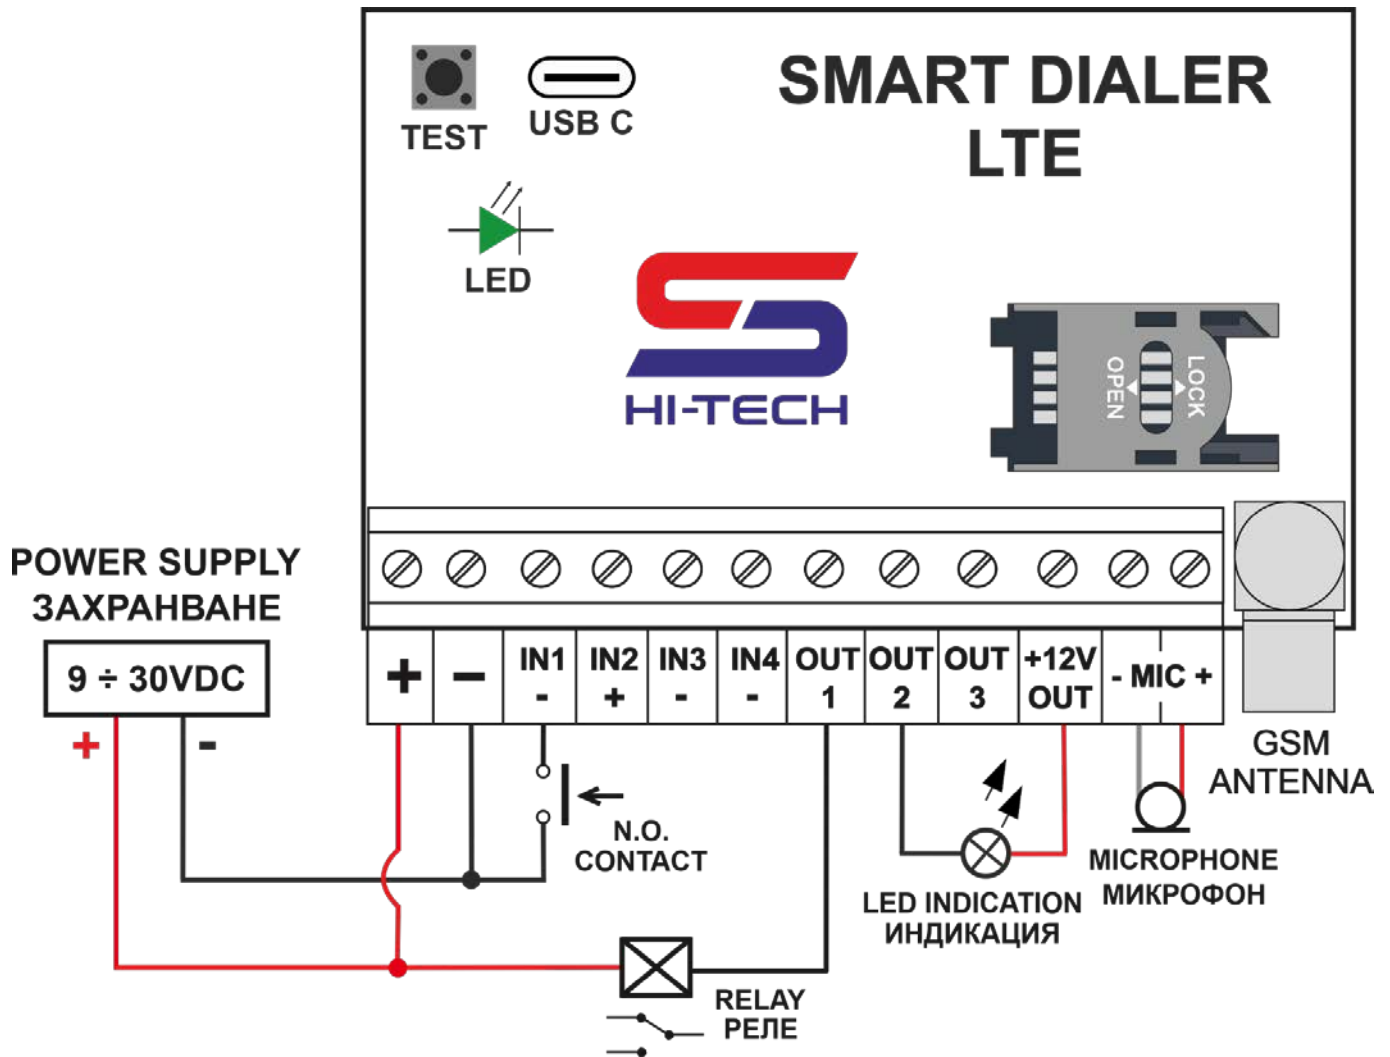 SMART DIALER
LTE
TEST
USB C
LED
HI-TECH
OPEN
LOCK
POWER SUPPLY
ЗАХРАНВАНЕ
9 ÷ 30VDC
+
-
+
−
IN1
-
IN2
+
IN3
-
IN4
-
OUT
1
OUT
2
OUT
3
+12V
OUT
- MIC +
GSM
ANTENNA
N.O.
CONTACT
LED INDICATION
ИНДИКАЦИЯ
MICROPHONE
МИКРОФОН
RELAY
РЕЛЕ